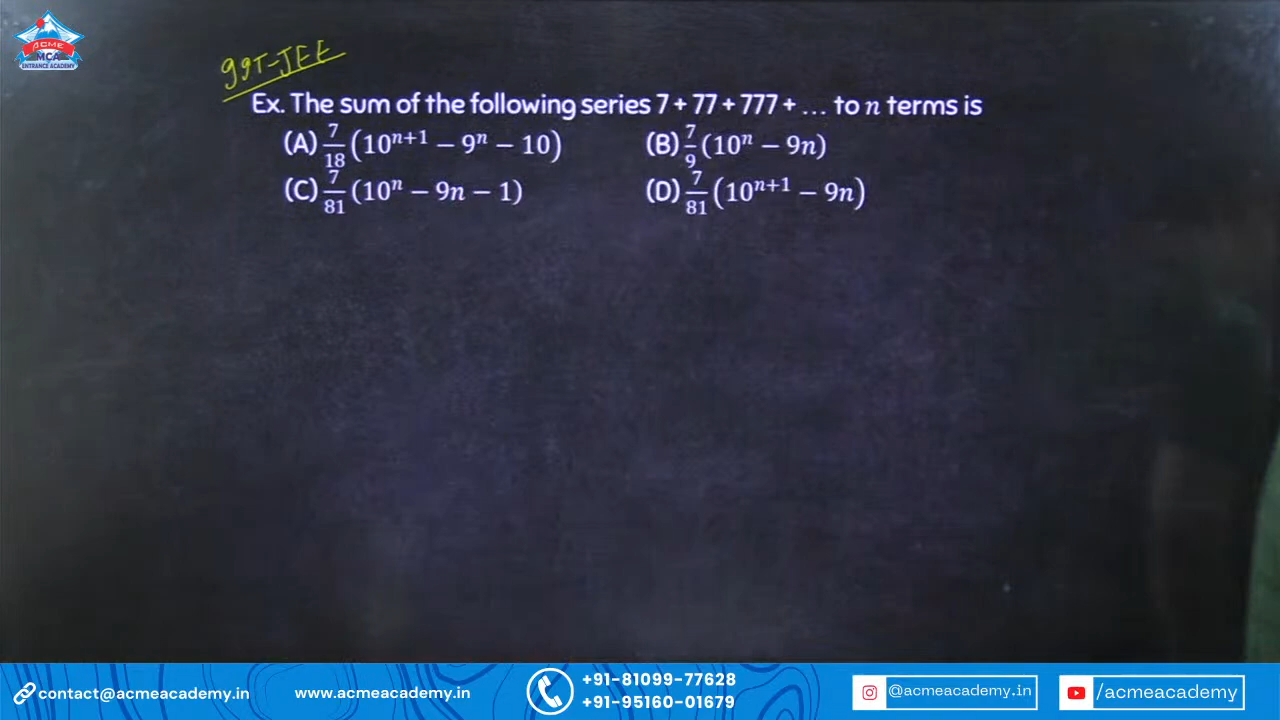 ACME
MCA
ENTRANCE ACADEMY
Ex. The sum of the following series 7 + 77 + 777 + … to n terms is
(A) 7/18 (10^{n+1} − 9^n − 10) (B) 7/9 (10^n − 9n)
(C) 7/81 (10^n − 9n − 1) (D) 7/81 (10^{n+1} − 9n)
contact@acmeacademy.in www.acmeacademy.in +91-81099-77628 @acmeacademy.in /acmeacademy
+91-95160-01679